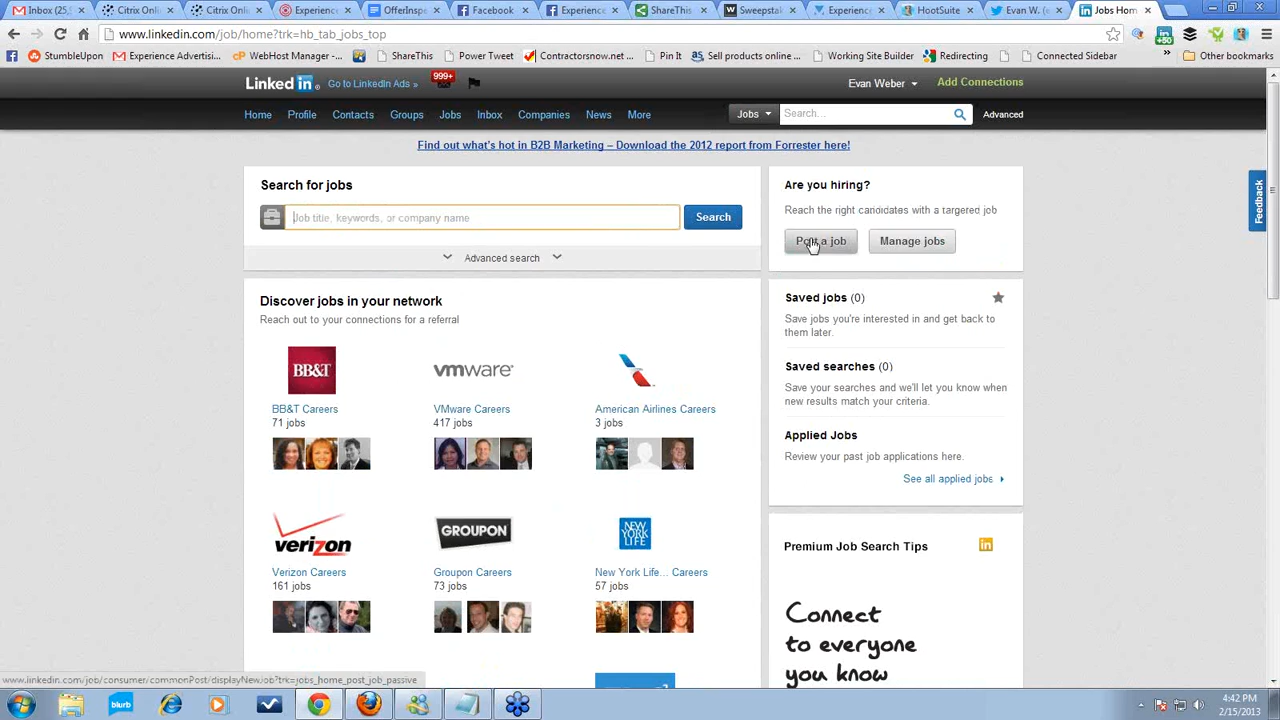 Inbox (25,
Citrix Onli
Citrix Onli
Experience
OfferInspe
Facebook
Experience
ShareThis
Sweepstak
Experience
HootSuite
Evan W. (e
Jobs Hom
www.linkedin.com/job/home?trk=hb_tab_jobs_top
StumbleUpon
Experience Advertisi...
WebHost Manager
ShareThis
Power Tweet
Contractorsnow.net ...
Pin It
Sell products online ...
Working Site Builder
Redirecting
Connected Sidebar
»
Other bookmarks
Linked in®
Go to LinkedIn Ads »
999+
Evan Weber
Add Connections
Home
Profile
Contacts
Groups
Jobs
Inbox
Companies
News
More
Jobs
Search...
Advanced
Find out what's hot in B2B Marketing – Download the 2012 report from Forrester here!
Feedback
Search for jobs
Job title, keywords, or company name
Search
Advanced search
Are you hiring?
Reach the right candidates with a targered job
Post a job
Manage jobs
Discover jobs in your network
Reach out to your connections for a referral
BB&T
vmware
BB&T Careers
VMware Careers
American Airlines Careers
71 jobs
417 jobs
3 jobs
verizon
GROUPON
NEW YORK LIFE
Verizon Careers
Groupon Careers
New York Life... Careers
161 jobs
73 jobs
57 jobs
Saved jobs (0)
Save jobs you're interested in and get back to
them later.
Saved searches (0)
Save your searches and we'll let you know when
new results match your criteria.
Applied Jobs
Review your past job applications here.
See all applied jobs
Premium Job Search Tips
in
Connect
to everyone
you know
www.linkedin.com/jobs/consumer/commonPost/displayNewJob?trk=jobs_home_post_job_passive
blurb
4:42 PM
2/15/2013